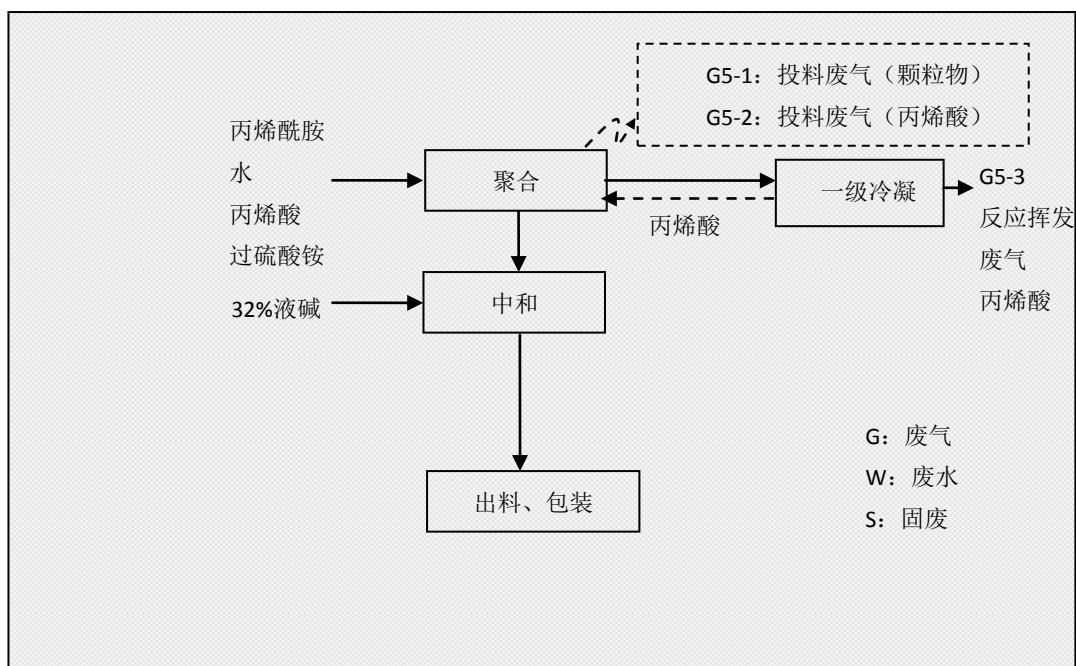 G5-1：投料废气（颗粒物）
G5-2：投料废气（丙烯酸）
丙烯酰胺
水
丙烯酸
过硫酸铵
聚合
一级冷凝
丙烯酸
G5-3
反应挥发
废气
丙烯酸
32%液碱
中和
出料、包装
G：废气
W：废水
S：固废